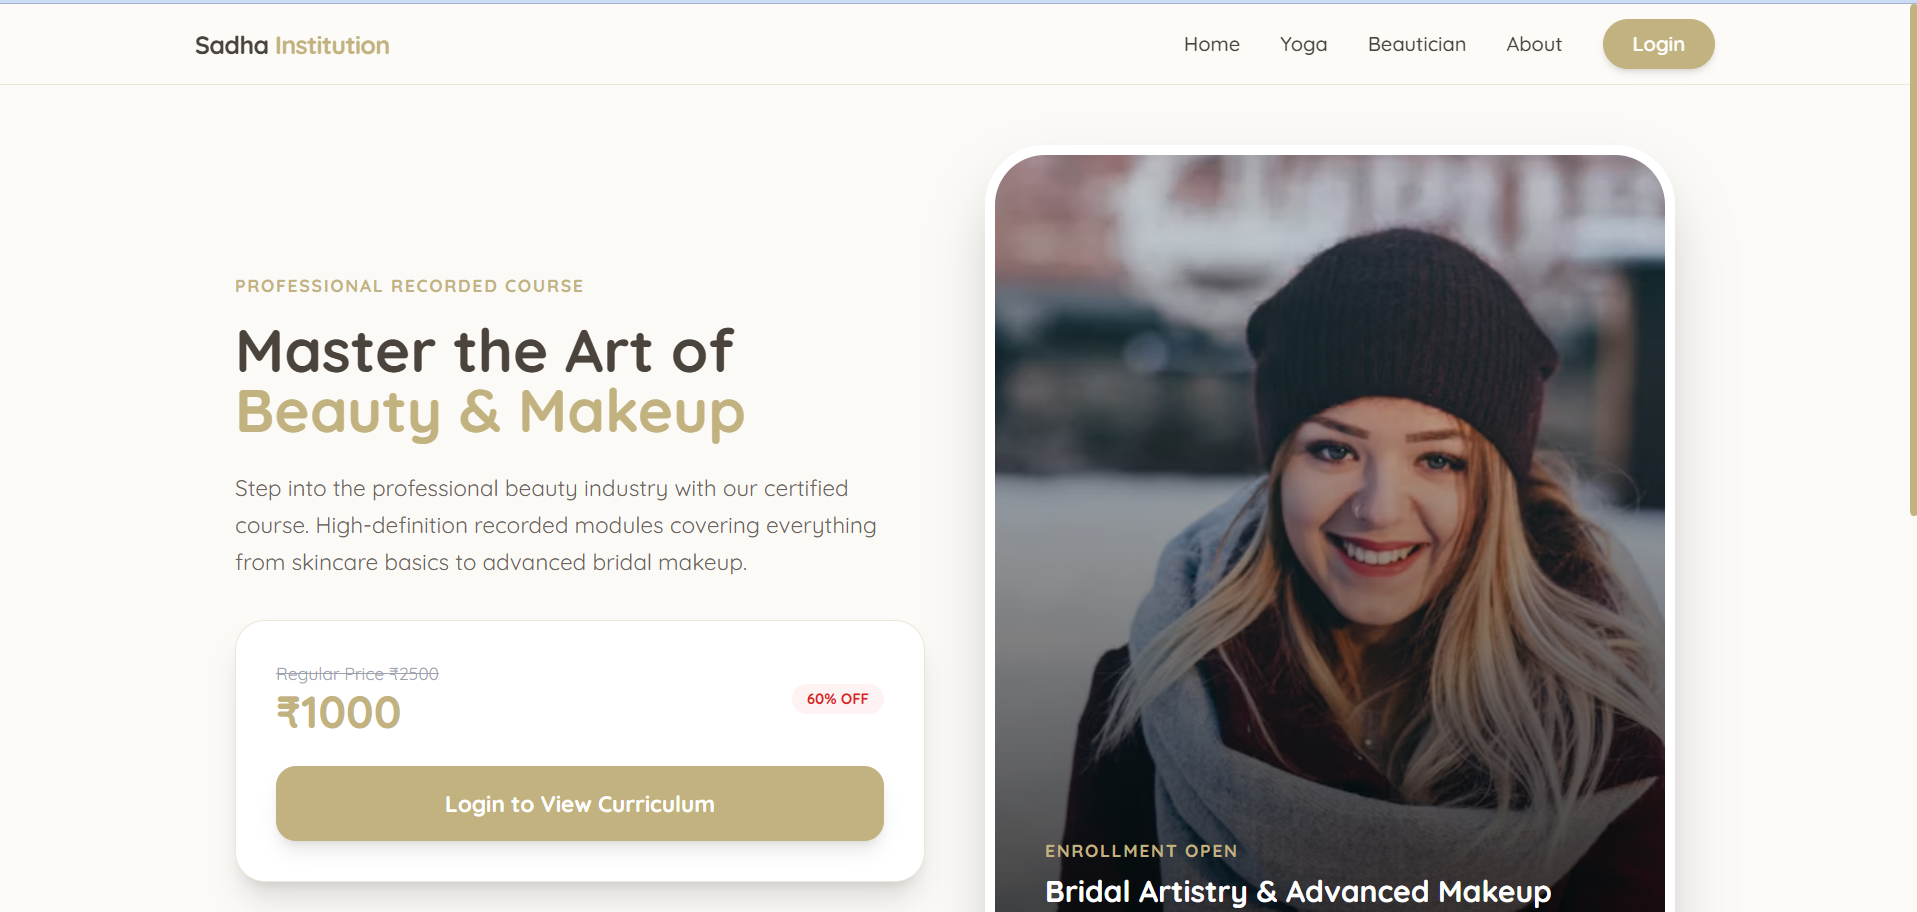 Sadha Institution
Home
Yoga
Beautician
About
Login
PROFESSIONAL RECORDED COURSE
Master the Art of
Beauty & Makeup
Step into the professional beauty industry with our certified
course. High-definition recorded modules covering everything
from skincare basics to advanced bridal makeup.
Regular Price ₹2500
₹1000
60% OFF
Login to View Curriculum
ENROLLMENT OPEN
Bridal Artistry & Advanced Makeup